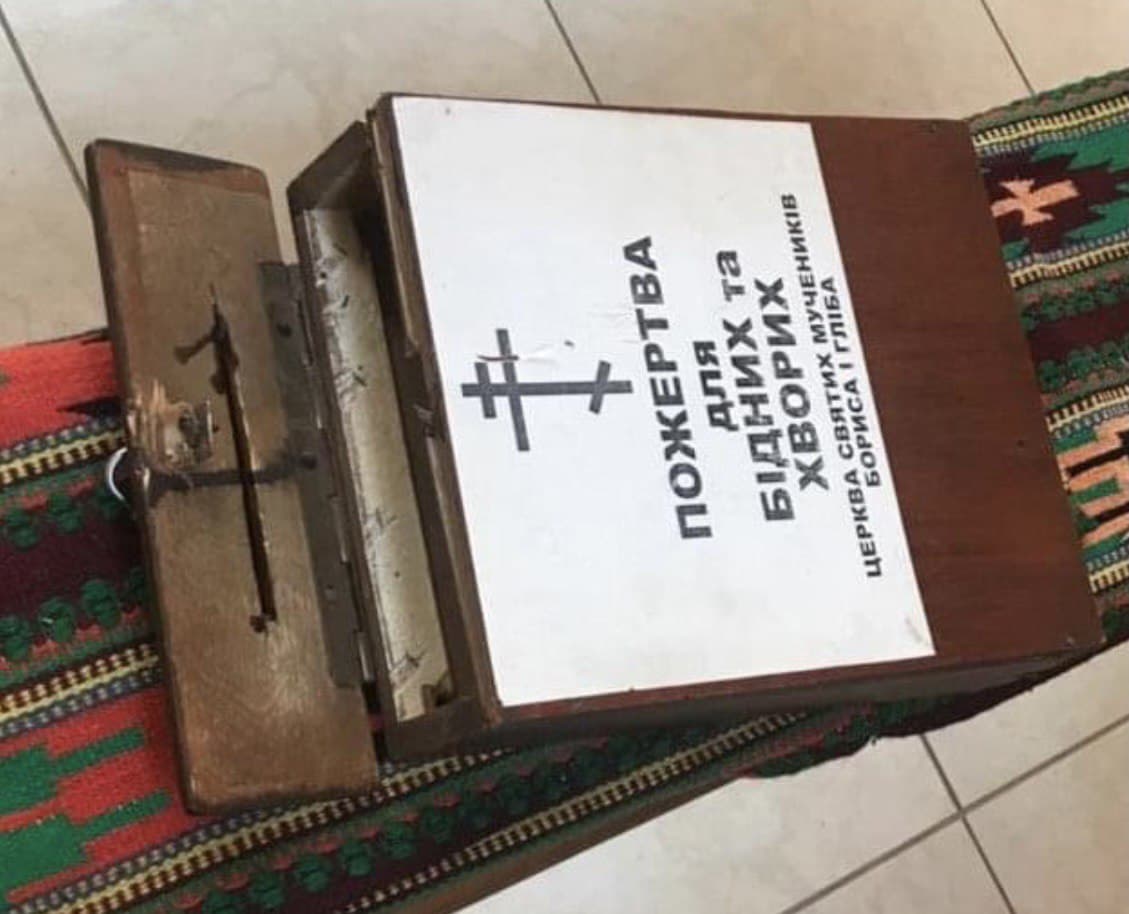 ПОЖЕРТВА
ДЛЯ
БІДНИХ та
ХВОРИХ
ЦЕРКВА СВЯТИХ МУЧЕНИКІВ
БОРИСА І ГЛІБА